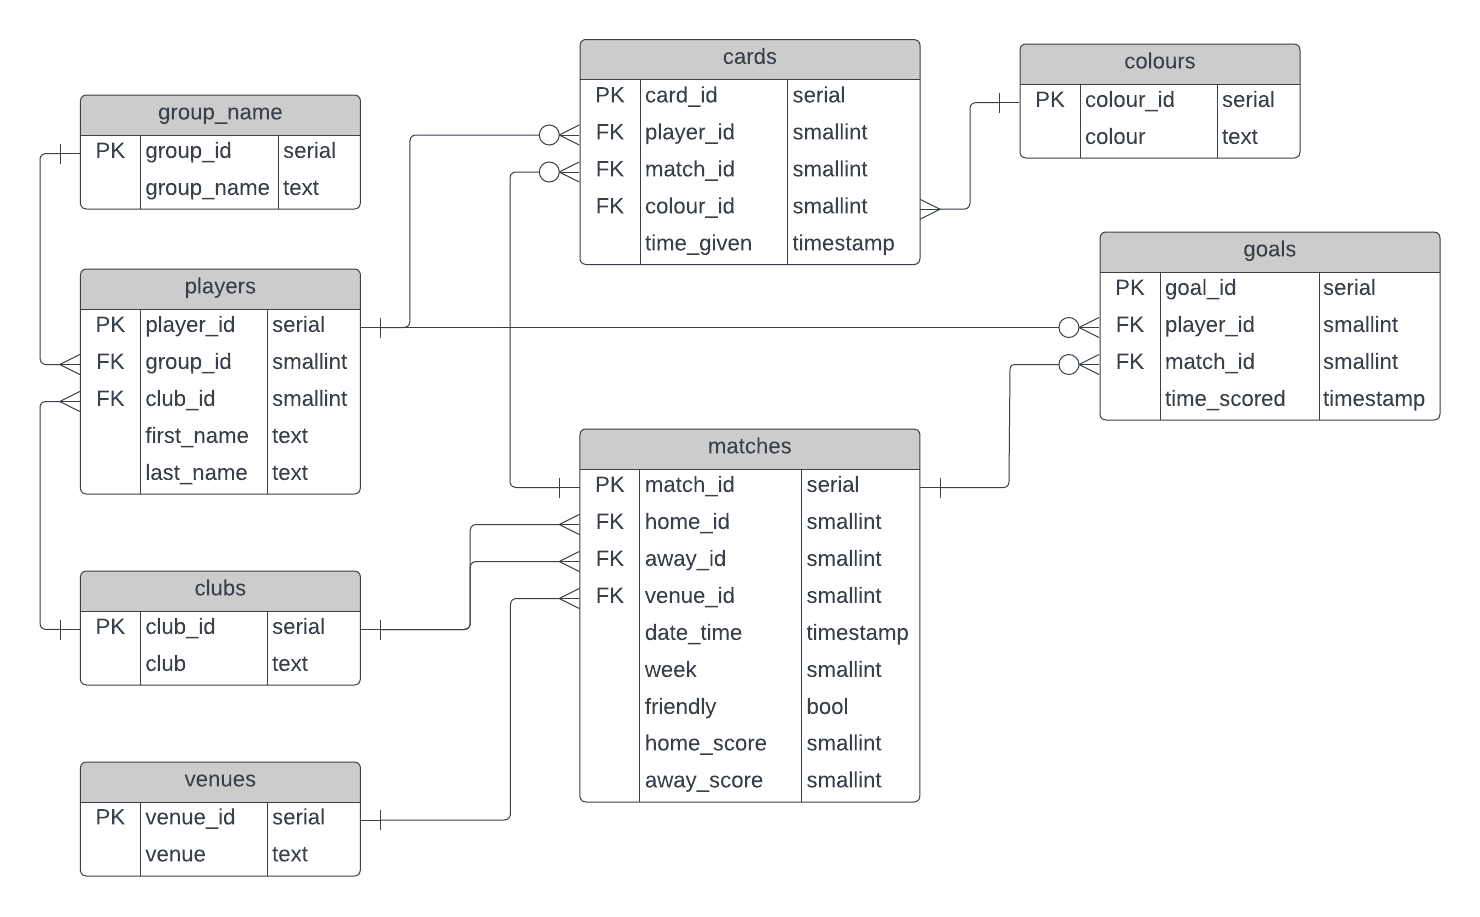 group_name
PK group_id serial
group_name text
players
PK player_id serial
FK group_id smallint
FK club_id smallint
first_name text
last_name text
clubs
PK club_id serial
club text
venues
PK venue_id serial
venue text
cards
PK card_id serial
FK player_id smallint
FK match_id smallint
FK colour_id smallint
time_given timestamp
matches
PK match_id serial
FK home_id smallint
FK away_id smallint
FK venue_id smallint
date_time timestamp
week smallint
friendly bool
home_score smallint
away_score smallint
colours
PK colour_id serial
colour text
goals
PK goal_id serial
FK player_id smallint
FK match_id smallint
time_scored timestamp